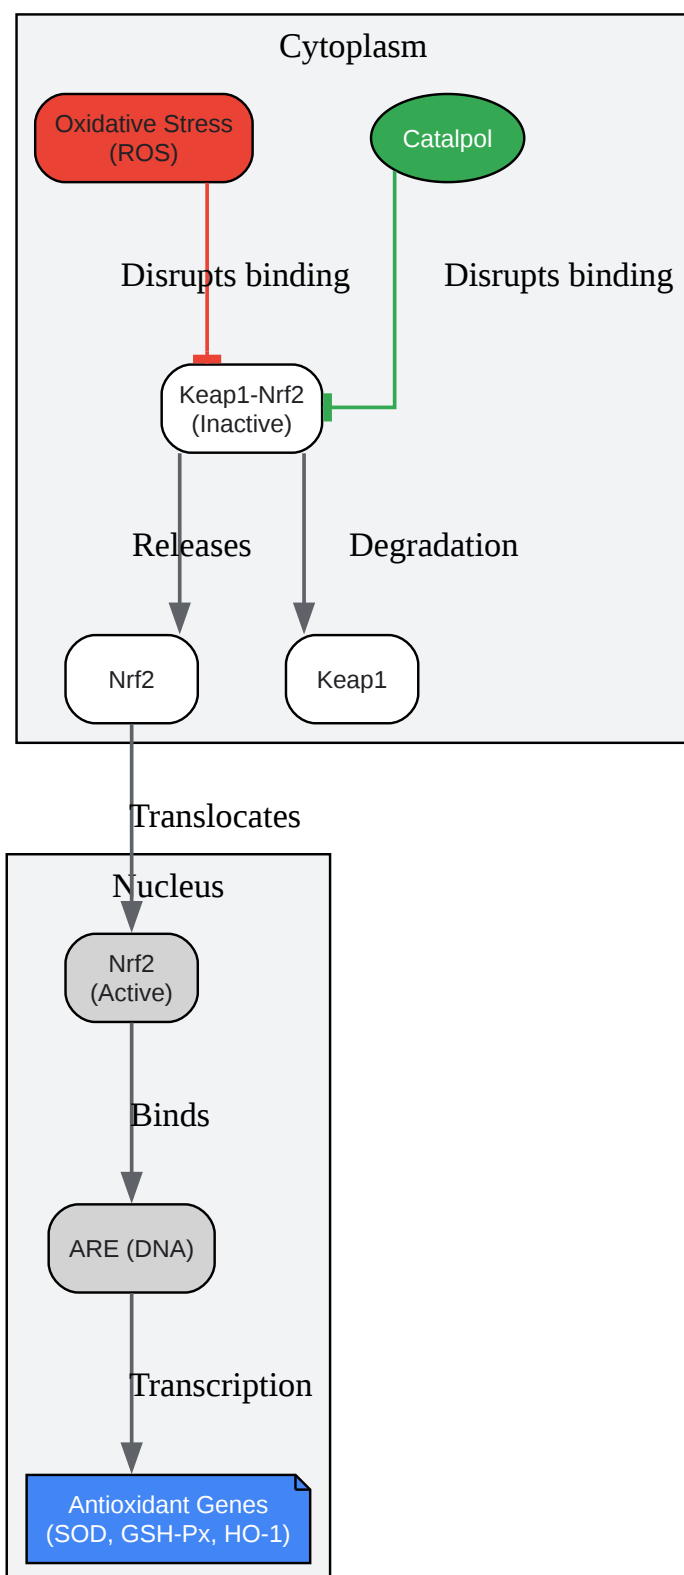 Cytoplasm
Oxidative Stress
(ROS)
Catalpol
Disrupts binding
Disrupts binding
Keap1-Nrf2
(Inactive)
Releases
Degradation
Nrf2
Keap1
Translocates
Nucleus
Nrf2
(Active)
Binds
ARE (DNA)
Transcription
Antioxidant Genes
(SOD, GSH-Px, HO-1)